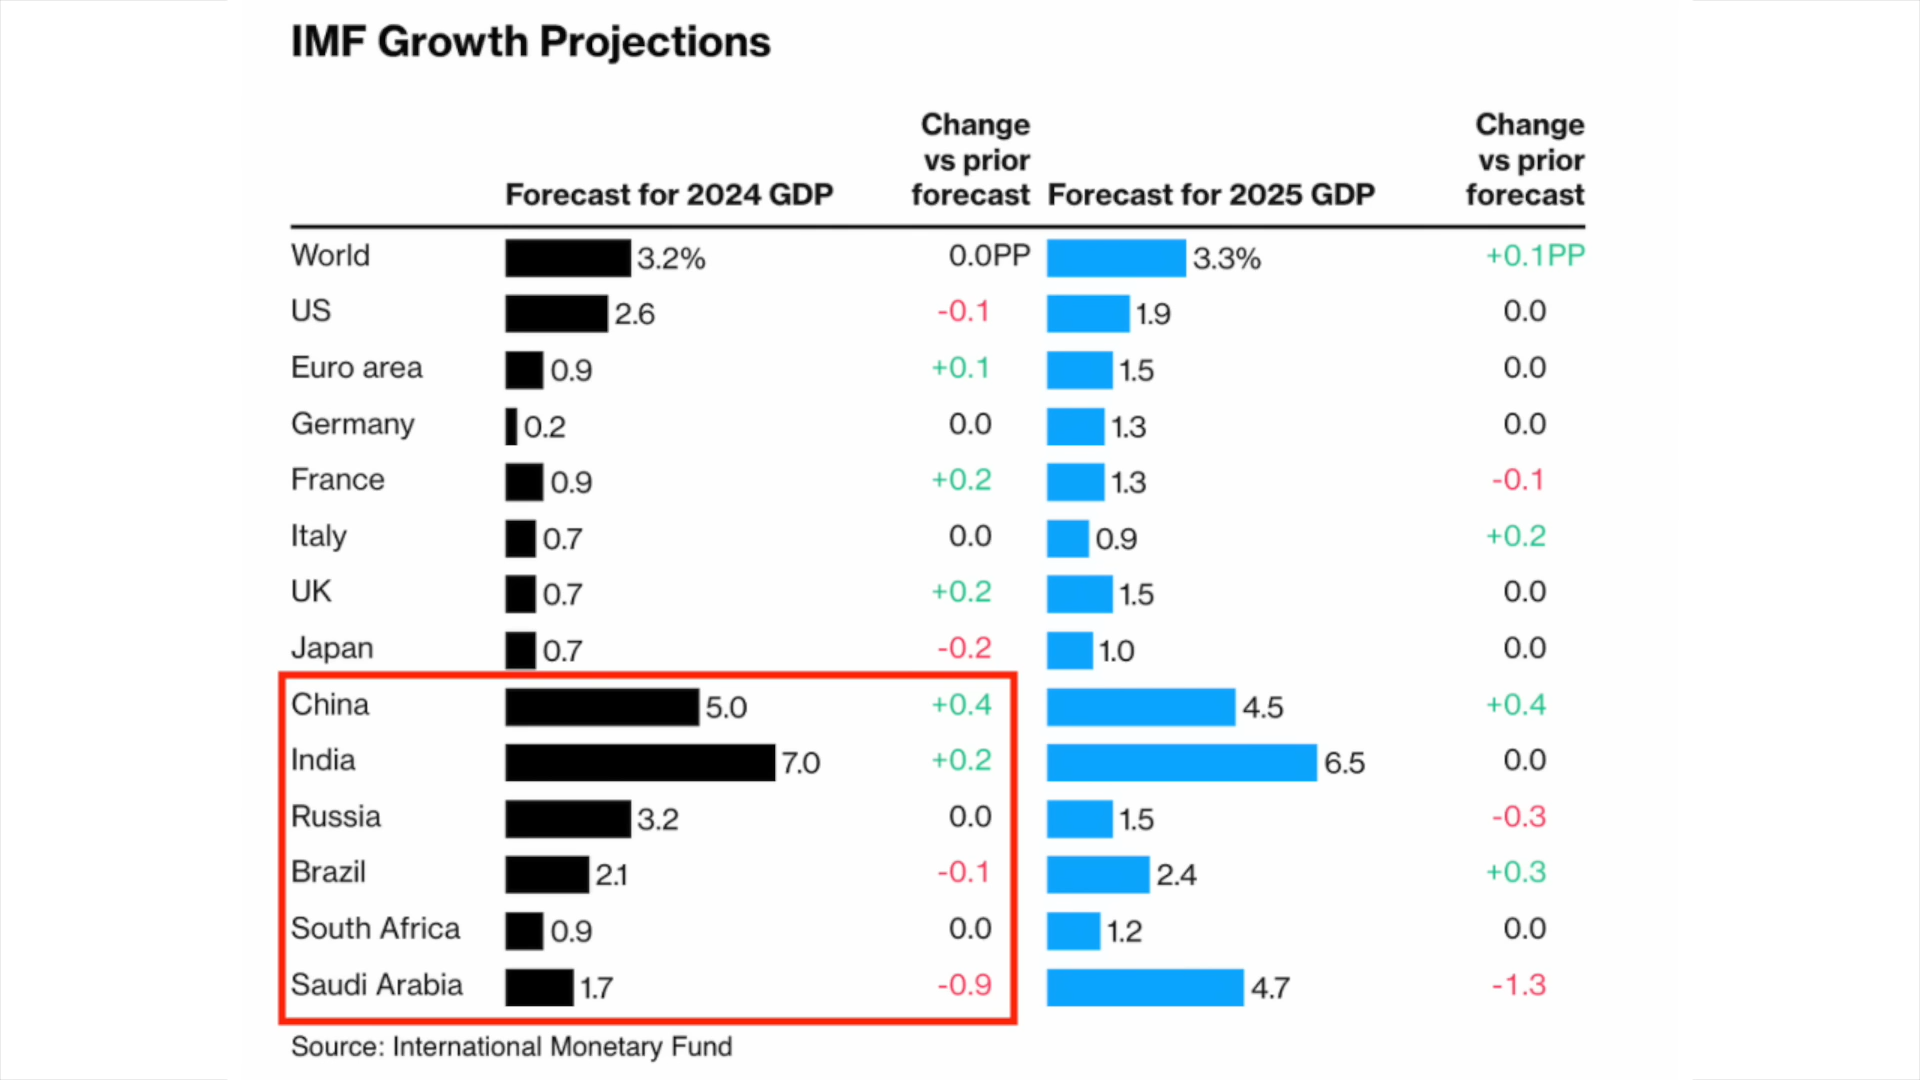 IMF Growth Projections
Change
vs prior
forecast
Change
vs prior
forecast
Forecast for 2024 GDP
Forecast for 2025 GDP
World 3.2% 0.0PP 3.3% +0.1PP
US 2.6 -0.1 1.9 0.0
Euro area 0.9 +0.1 1.5 0.0
Germany 0.2 0.0 1.3 0.0
France 0.9 +0.2 1.3 -0.1
Italy 0.7 0.0 0.9 +0.2
UK 0.7 +0.2 1.5 0.0
Japan 0.7 -0.2 1.0 0.0
China 5.0 +0.4 4.5 +0.4
India 7.0 +0.2 6.5 0.0
Russia 3.2 0.0 1.5 -0.3
Brazil 2.1 -0.1 2.4 +0.3
South Africa 0.9 0.0 1.2 0.0
Saudi Arabia 1.7 -0.9 4.7 -1.3
Source: International Monetary Fund